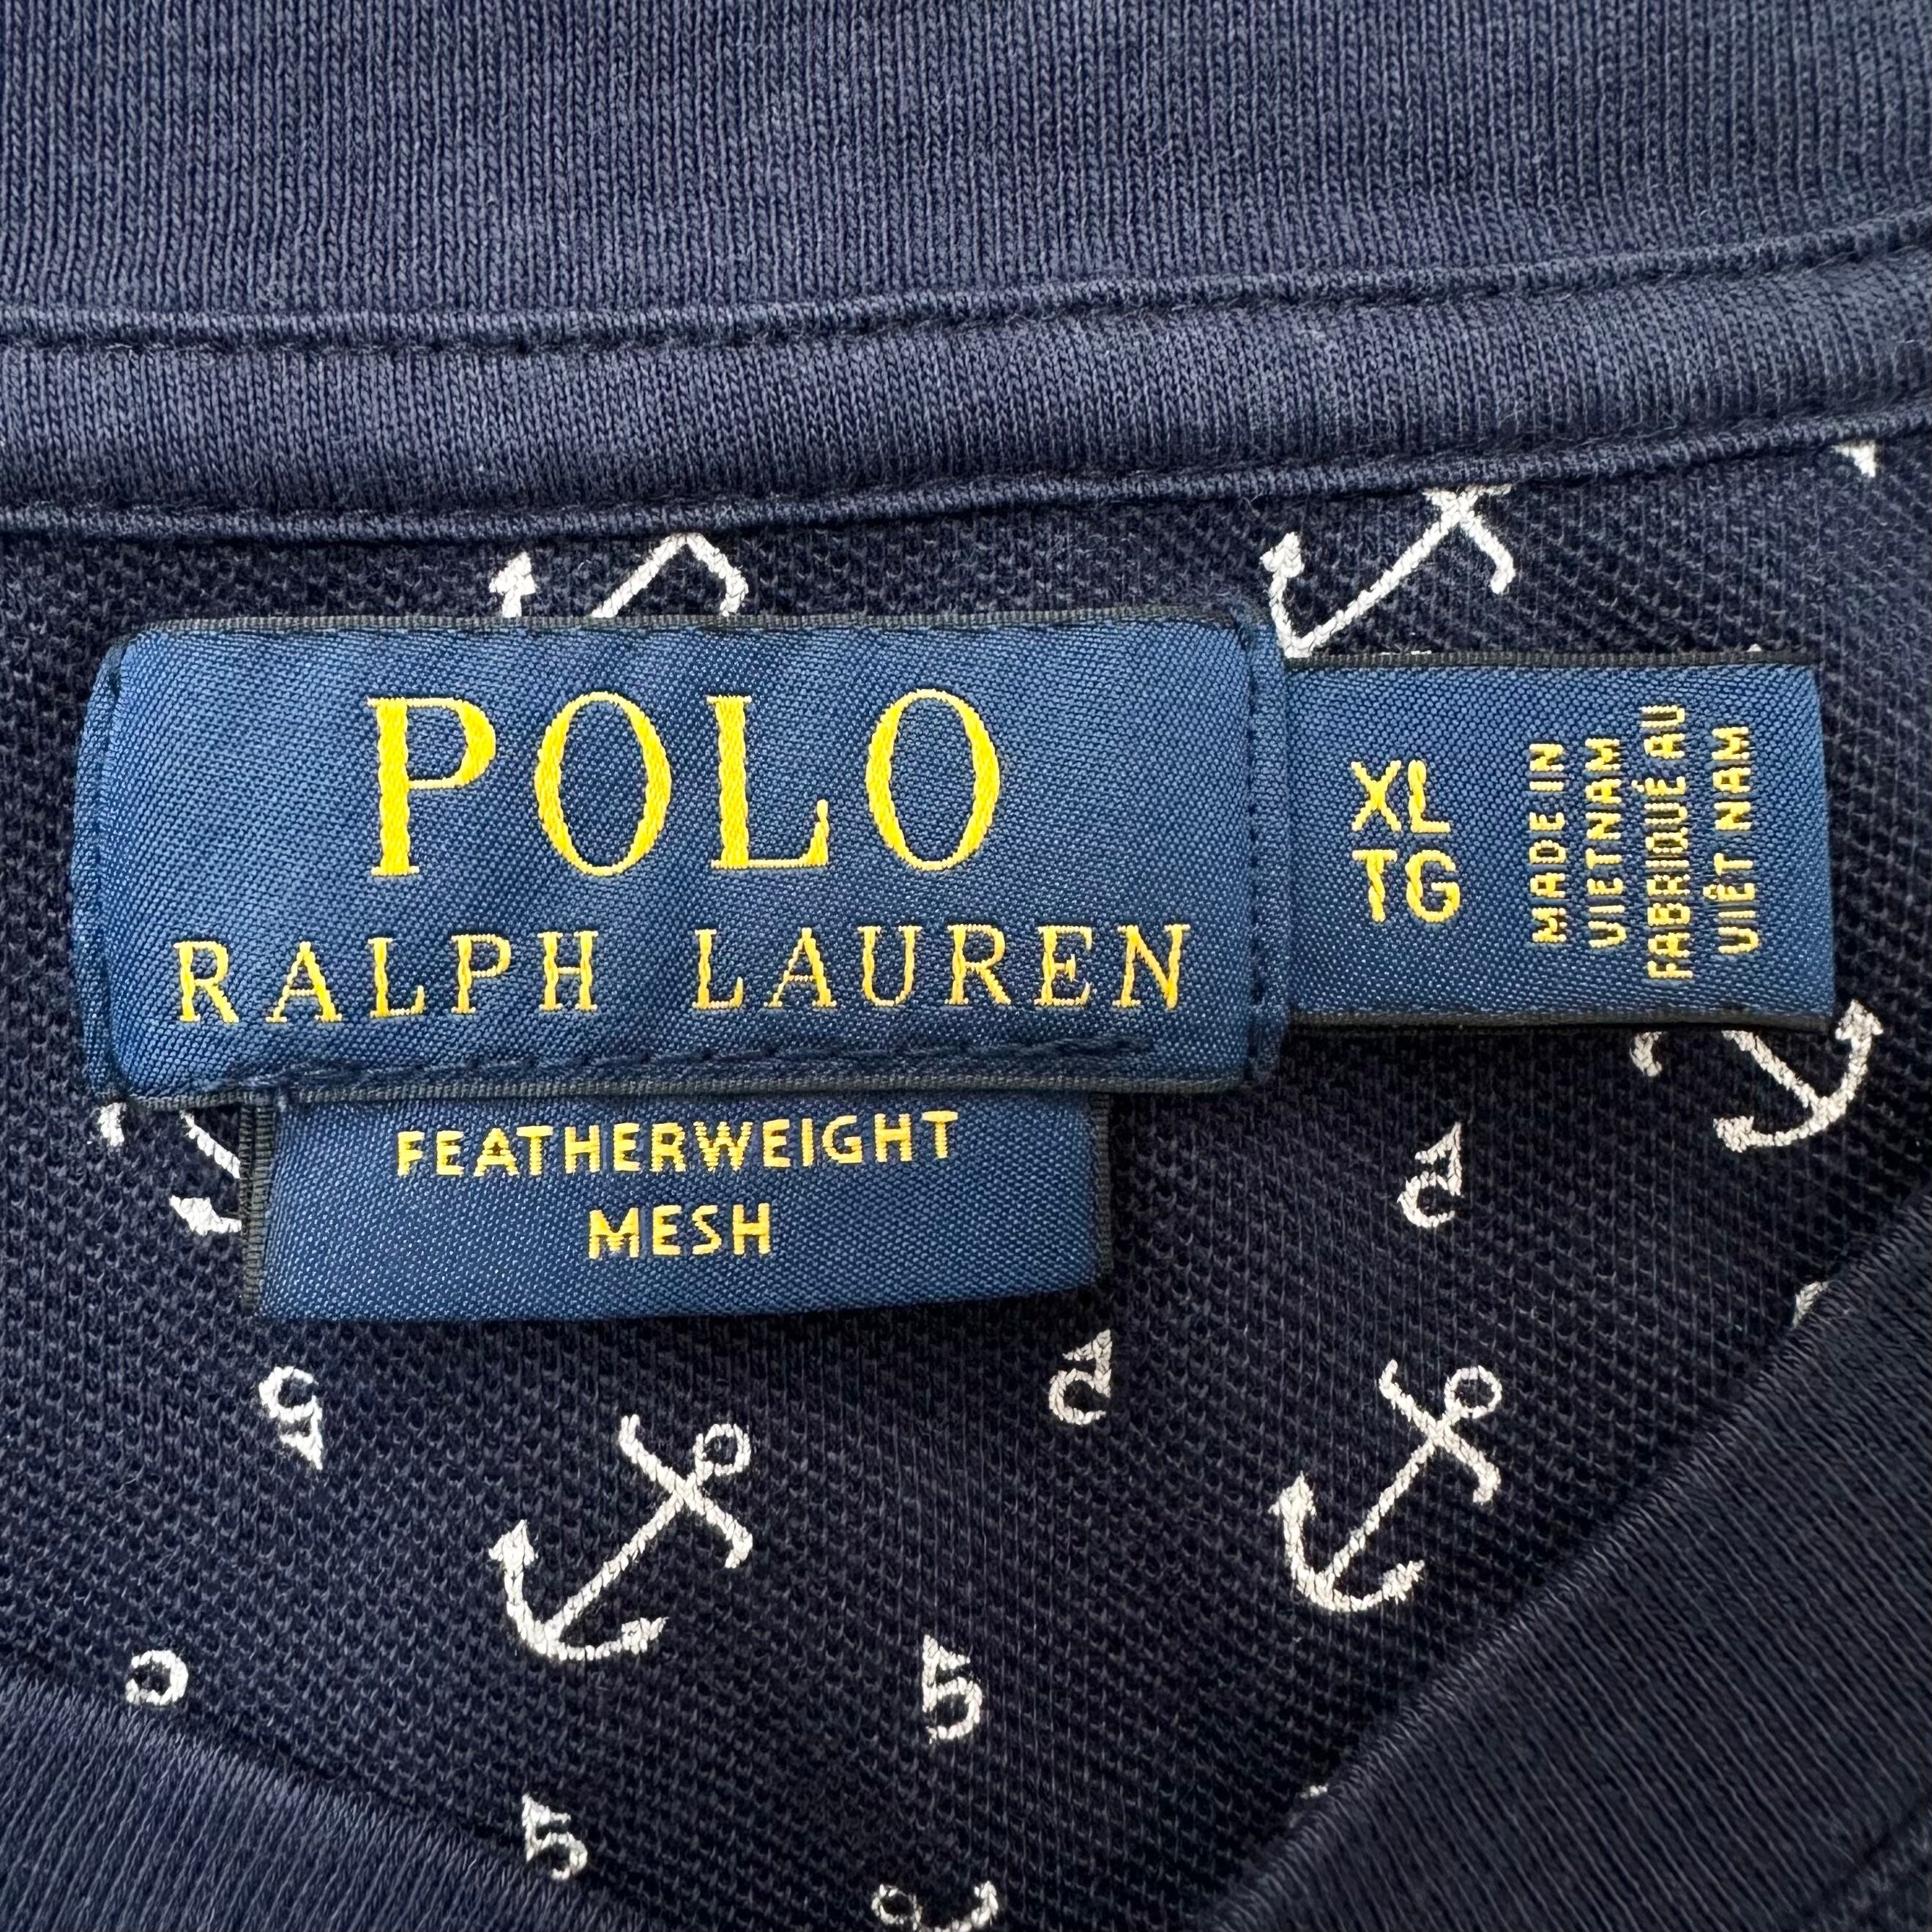 POLO
RALPH LAUREN
XL
TG
MADE IN
VIETNAM
FABRIQUÉ AU
VIÊT NAM
FEATHERWEIGHT
MESH